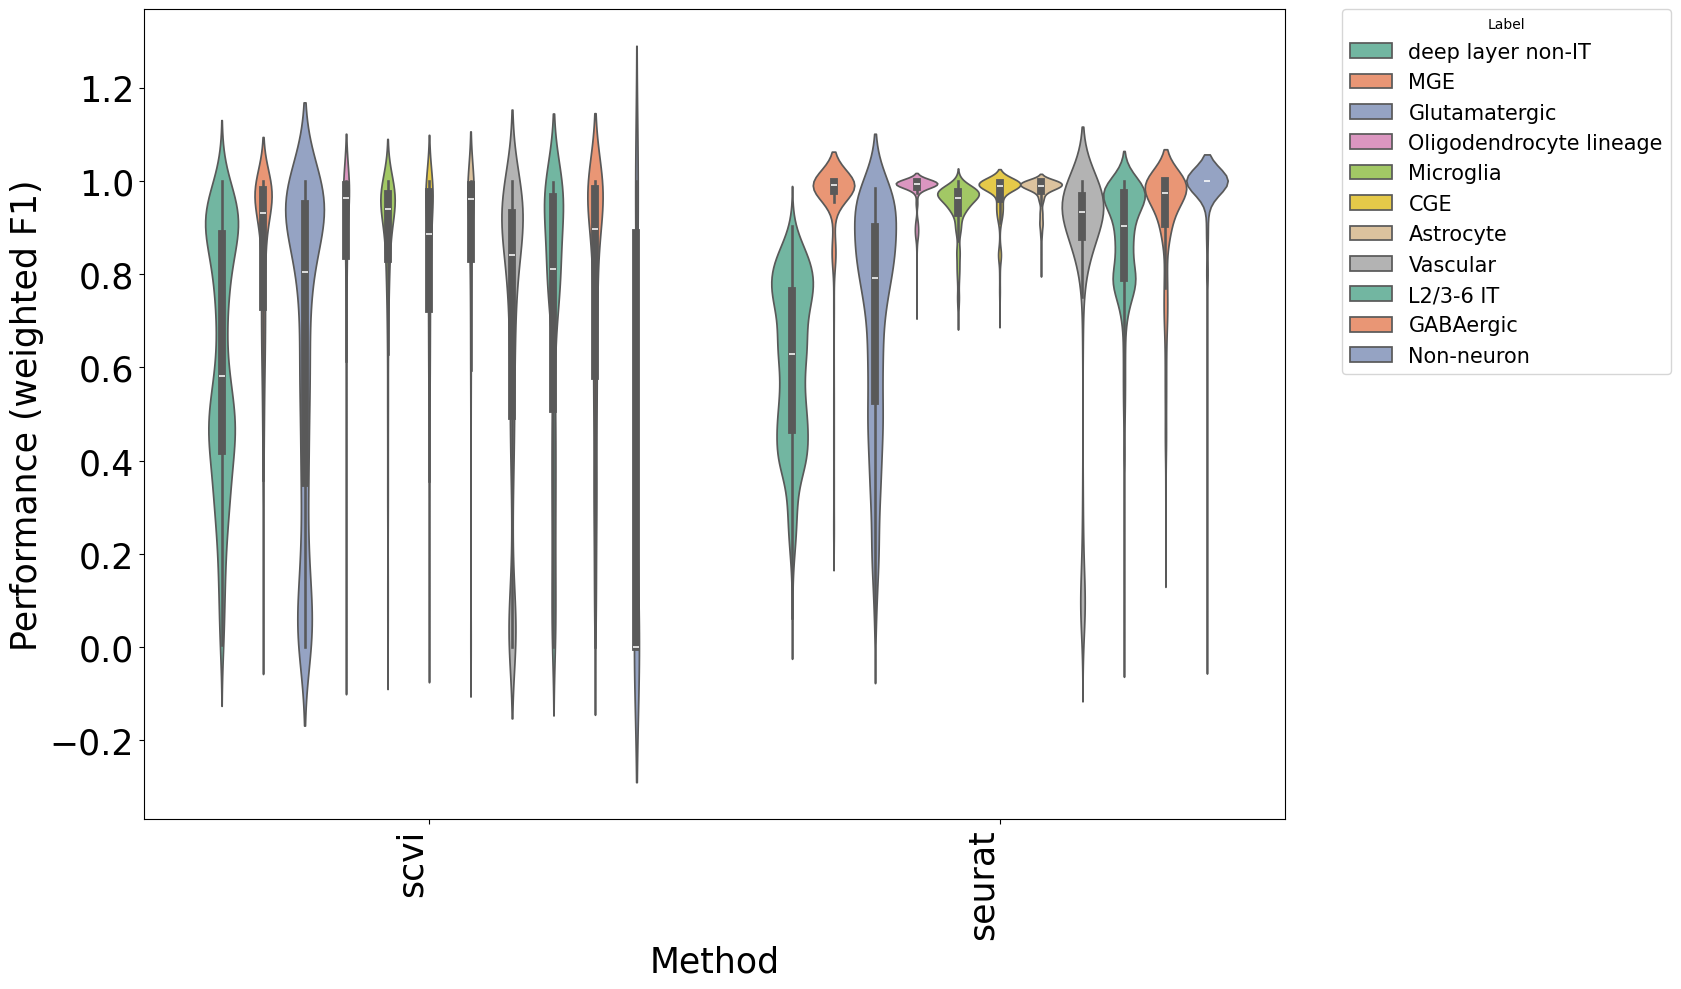 Label
deep layer non-IT
MGE
Glutamatergic
Oligodendrocyte lineage
Microglia
CGE
Astrocyte
Vascular
L2/3-6 IT
GABAergic
Non-neuron
Performance (weighted F1)
1.2
1.0
0.8
0.6
0.4
0.2
0.0
−0.2
scvi
seurat
Method